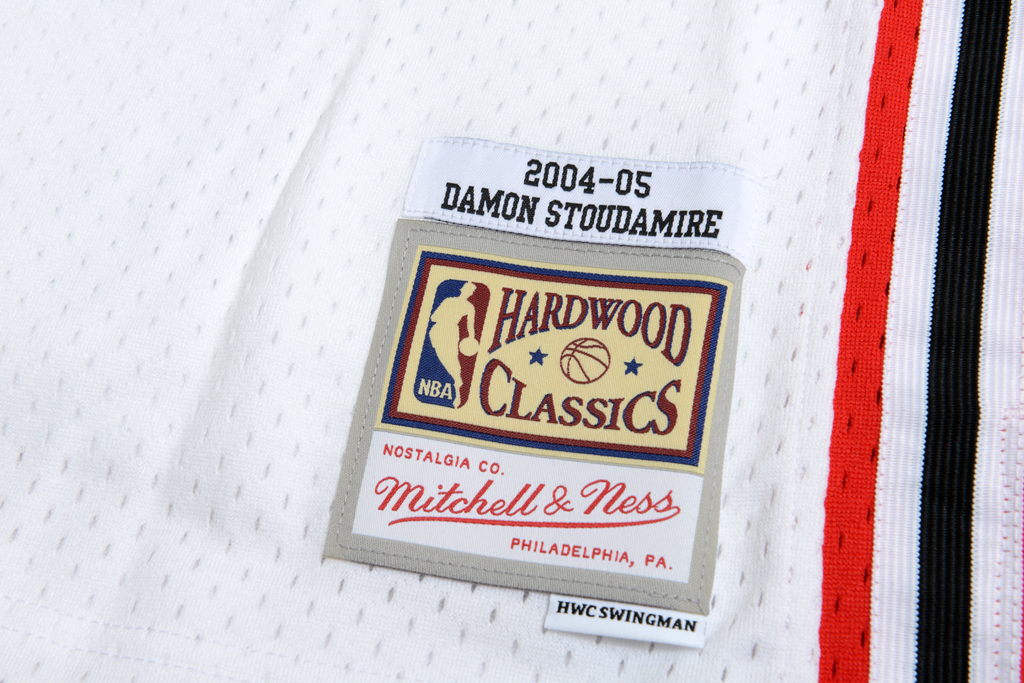 2004-05
DAMON STOUDAMIRE
HARDWOOD
CLASSICS
NBA
NOSTALGIA CO.
Mitchell & Ness
PHILADELPHIA, PA.
HWC SWINGMAN